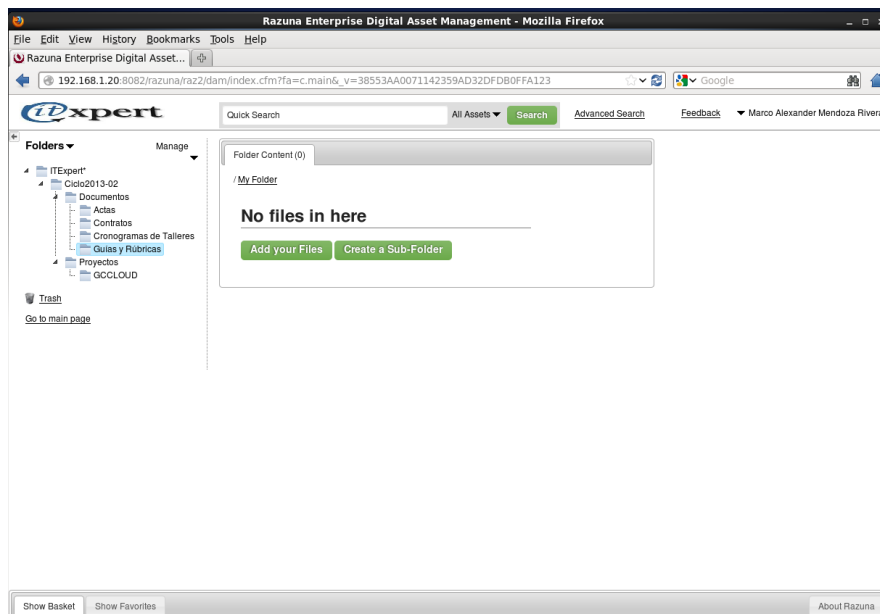 Razuna Enterprise Digital Asset Management - Mozilla Firefox
File Edit View History Bookmarks Tools Help
Razuna Enterprise Digital Asset...
192.168.1.20:8082/razuna/raz2/dam/index.cfm?fa=c.main&_v=38553AA0071142359AD32DFDB0FFA123 Google
itXpert Quick Search All Assets Search Advanced Search Feedback Marco Alexander Mendoza Rivera
Folders Manage
ITExpert*
Ciclo2013-02
Documentos
Actas
Contratos
Cronogramas de Talleres
Guías y Rúbricas
Proyectos
GCCLOUD
Trash
Go to main page
Folder Content (0)
/ My Folder
No files in here
Add your Files Create a Sub-Folder
Show Basket Show Favorites About Razuna